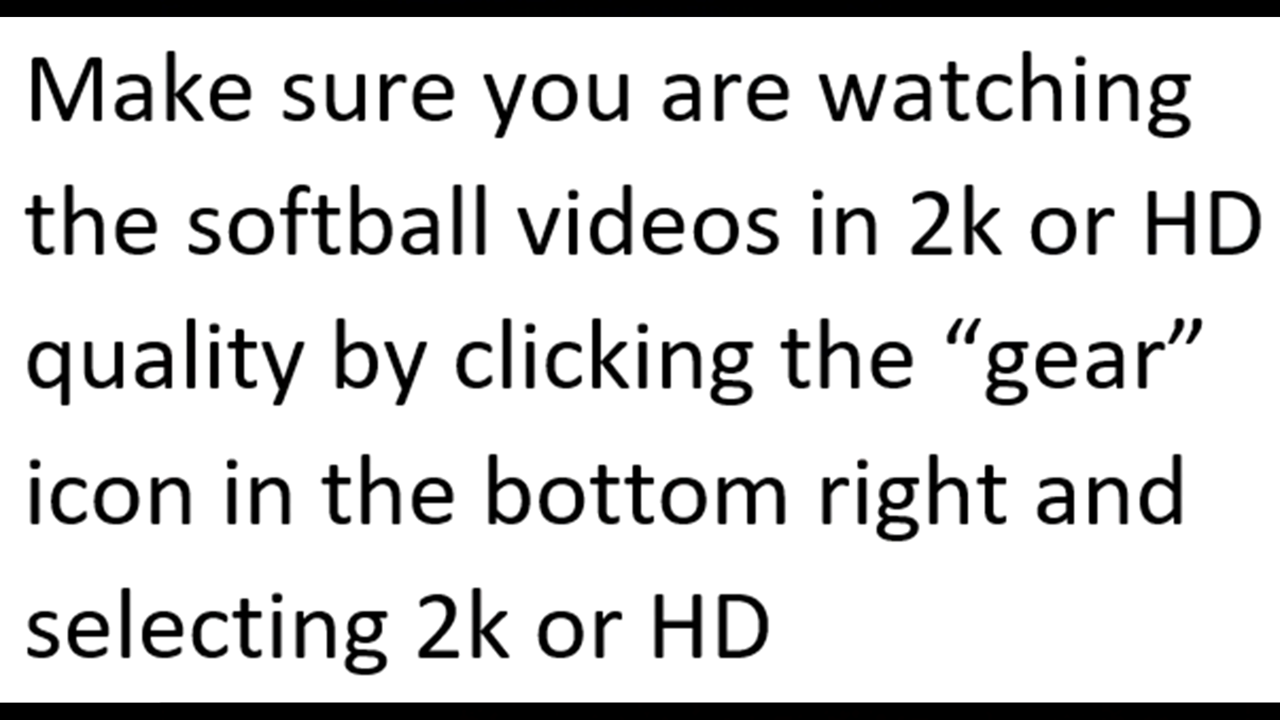 Make sure you are watching
the softball videos in 2k or HD
quality by clicking the “gear”
icon in the bottom right and
selecting 2k or HD